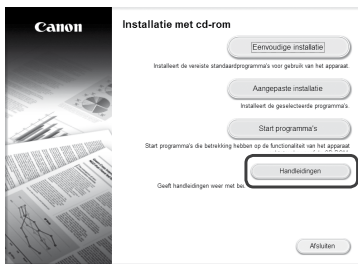 Canon
Installatie met cd-rom
Eenvoudige installatie
Installeert de vereiste standaardprogramma's voor gebruik van het apparaat.
Aangepaste installatie
Installeert de geselecteerde programma's.
Start programma's
Start programma's die betrekking hebben op de functionaliteit van het apparaat
Handleidingen
Geeft handleidingen weer met
Afsluiten